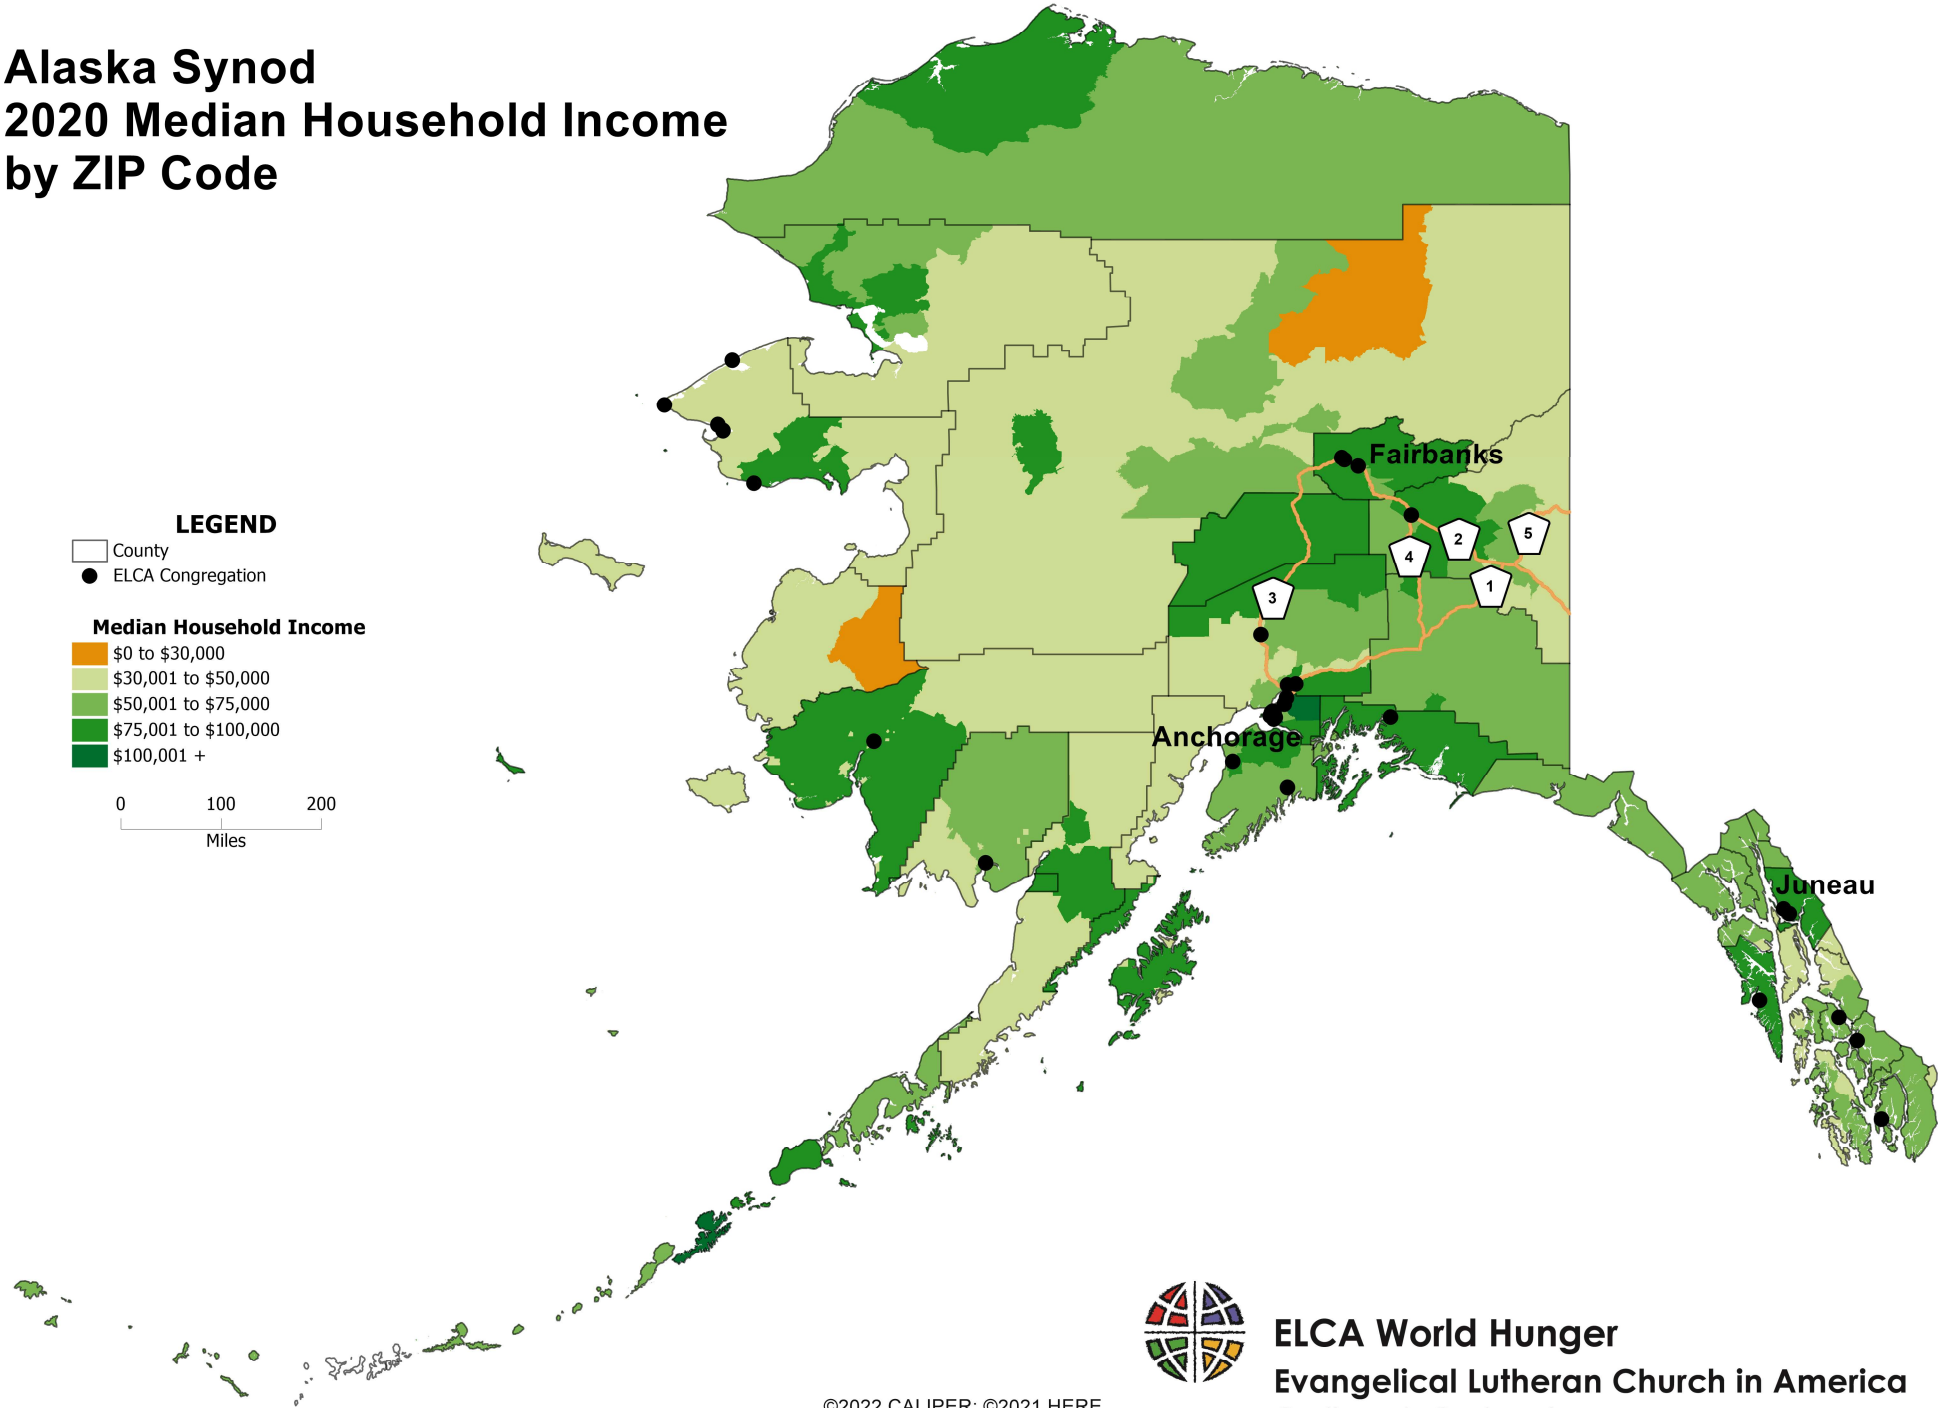 Alaska Synod
2020 Median Household Income
by ZIP Code
Fairbanks
2
5
4
1
3
LEGEND
County
ELCA Congregation
Median Household Income
$0 to $30,000
$30,001 to $50,000
$50,001 to $75,000
$75,001 to $100,000
$100,001 +
0 100 200
Miles
Anchorage
Juneau
ELCA World Hunger
Evangelical Lutheran Church in America
©2022 CALIPER; ©2021 HERE